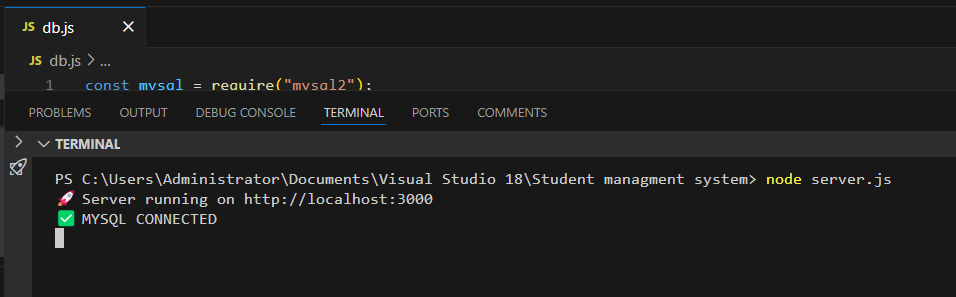 JS db.js ×
JS db.js > ...
1 const mysql = require("mysql2");
PROBLEMS OUTPUT DEBUG CONSOLE TERMINAL PORTS COMMENTS
TERMINAL
PS C:\Users\Administrator\Documents\Visual Studio 18\Student managment system> node server.js
🚀 Server running on http://localhost:3000
✅ MYSQL CONNECTED